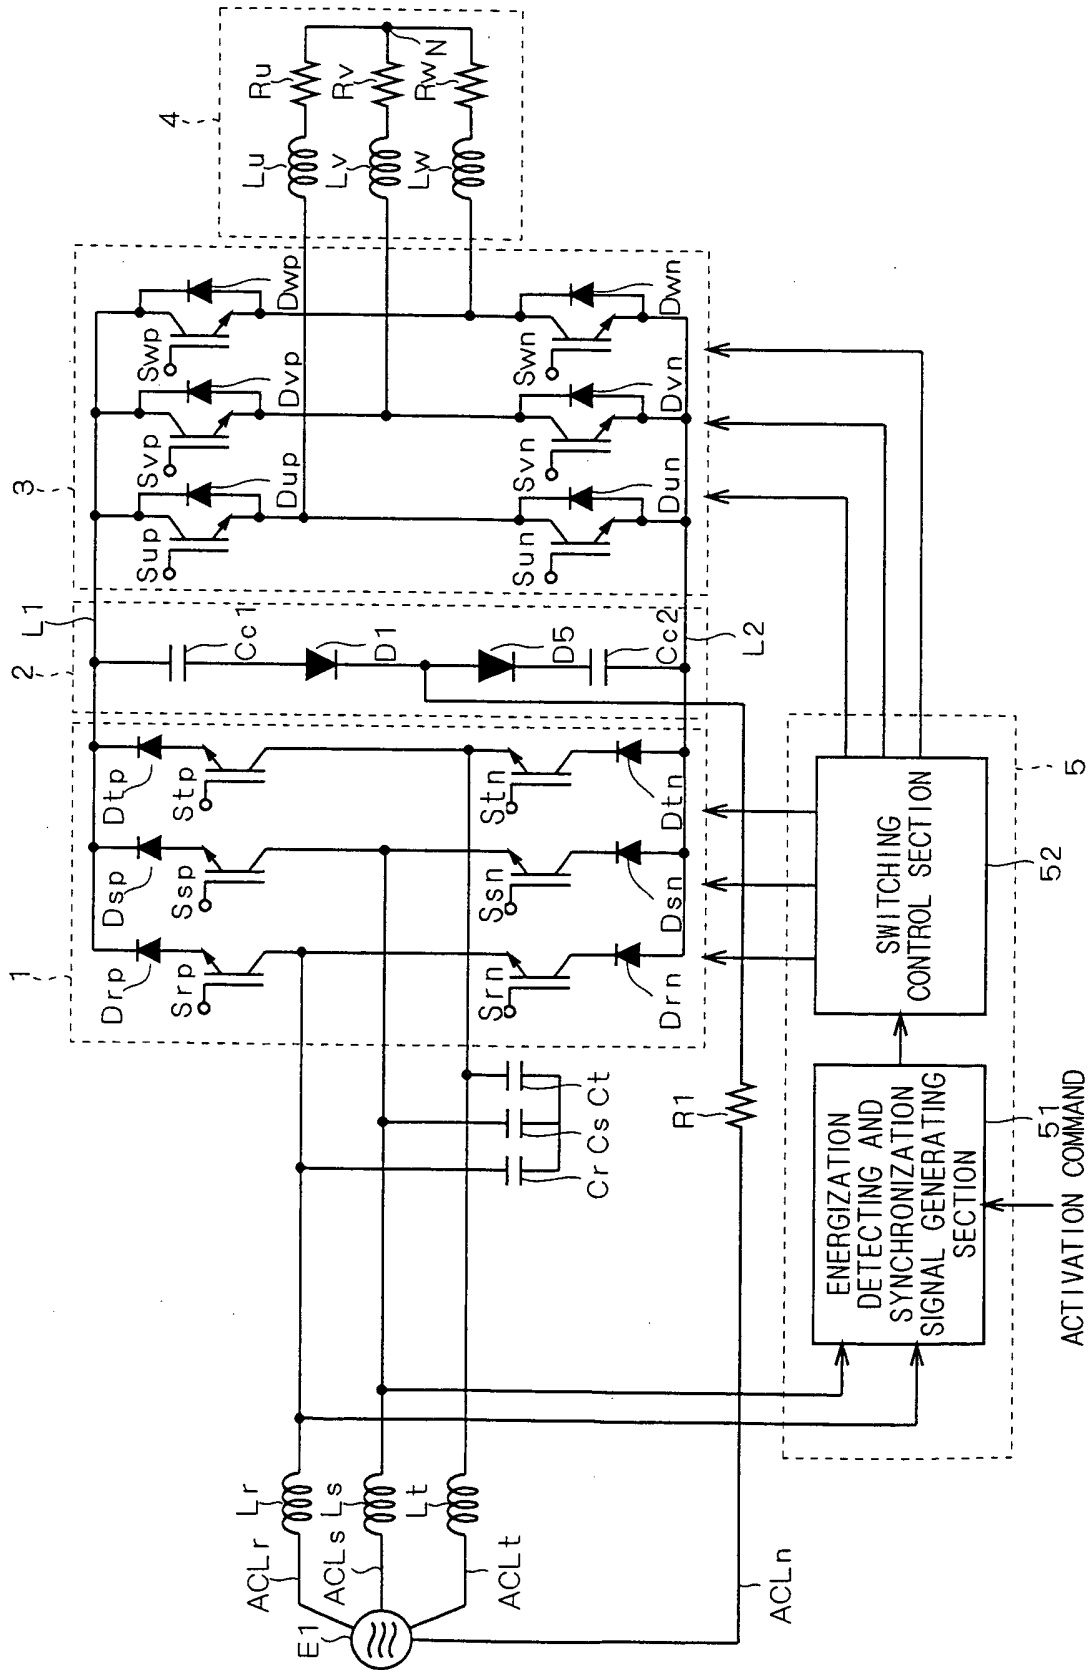 1
2
3
4
L1
Drp
Dsp
Dtp
Srp
Ssp
Stp
Cc1
D1
D5
Cc2
L2
Sup
Svp
Swp
Dup
Dvp
Dwp
Sun
Svn
Swn
Dun
Dvn
Dwn
Lu
Ru
Lv
Rv
Lw
Rw
N
Srn
Ssn
Stn
Drn
Dsn
Dtn
E1
ACLr
ACLs
ACLt
ACLn
Lr
Ls
Lt
Cr
Cs
Ct
R1
ENERGIZATION
DETECTING AND
SYNCHRONIZATION
SIGNAL GENERATING
SECTION
51
SWITCHING
CONTROL SECTION
52
5
ACTIVATION COMMAND